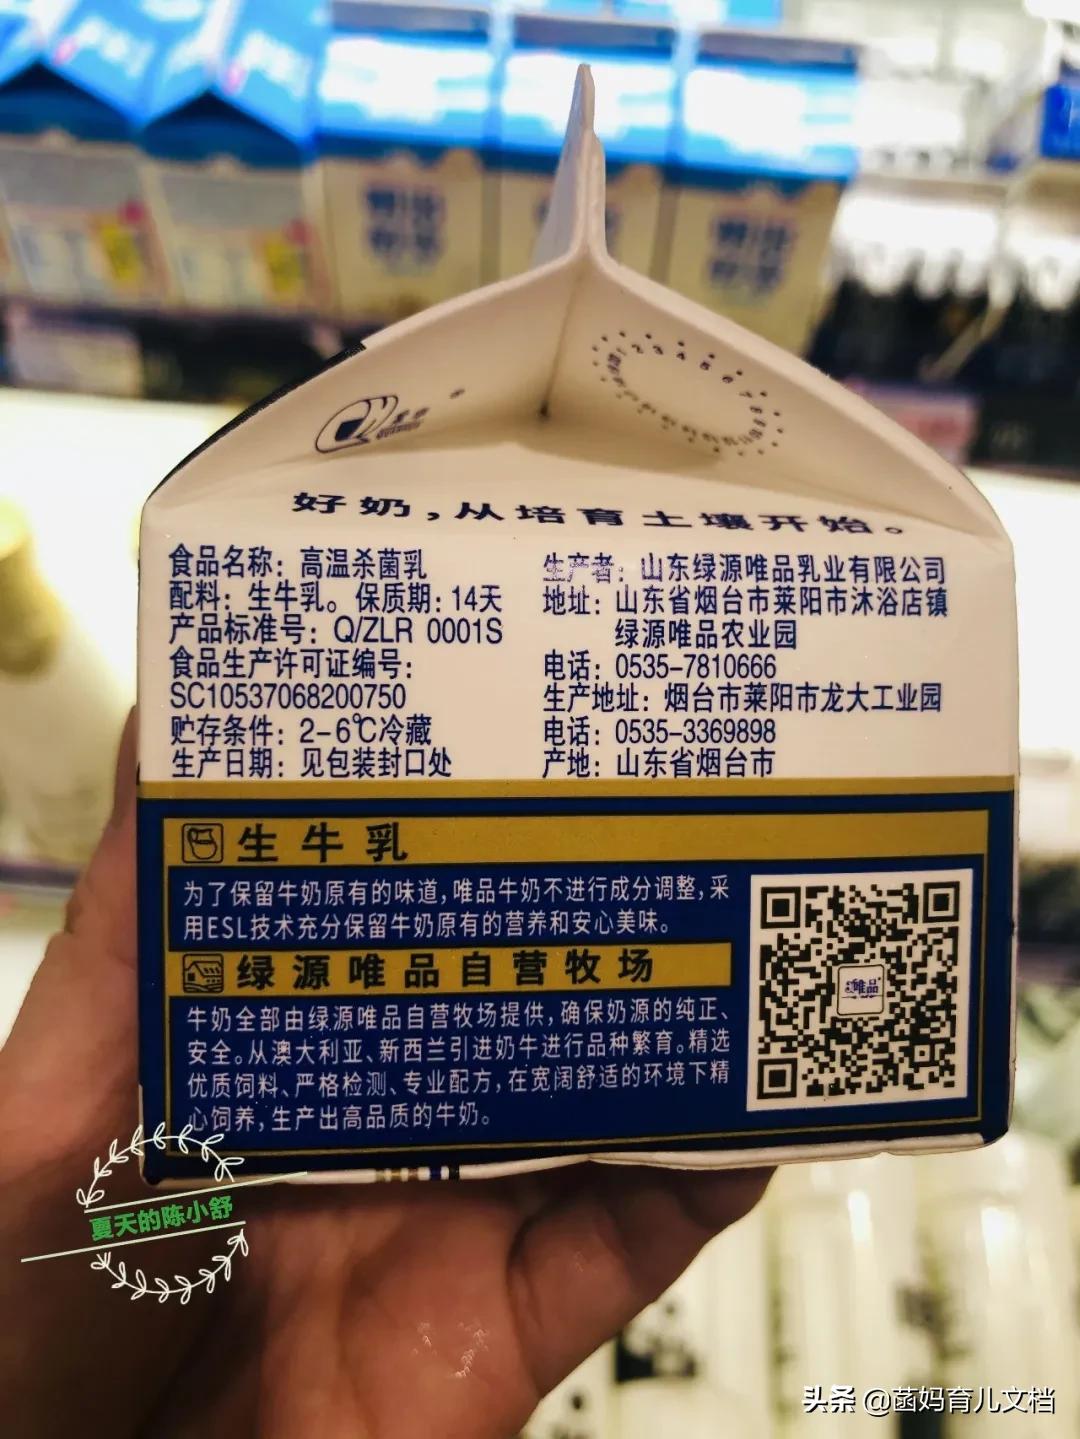 好奶,从培育土壤开始。
食品名称：高温杀菌乳
配料：生牛乳。保质期：14天
产品标准号：Q/ZLR 0001S
食品生产许可证编号：
SC10537068200750
贮存条件：2-6℃冷藏
生产日期：见包装封口处
生产者：山东绿源唯品乳业有限公司
地址：山东省烟台市莱阳市沐浴店镇
绿源唯品农业园
电话：0535-7810666
生产地址：烟台市莱阳市龙大工业园
电话：0535-3369898
产地：山东省烟台市
生牛乳
为了保留牛奶原有的味道,唯品牛奶不进行成分调整,采
用ESL技术充分保留牛奶原有的营养和安心美味。
绿源唯品自营牧场
牛奶全部由绿源唯品自营牧场提供,确保奶源的纯正、
安全。从澳大利亚、新西兰引进奶牛进行品种繁育。精选
优质饲料、严格检测、专业配方,在宽阔舒适的环境下精
心饲养,生产出高品质的牛奶。
唯品
夏天的陈小舒
头条 @菡妈育儿文档